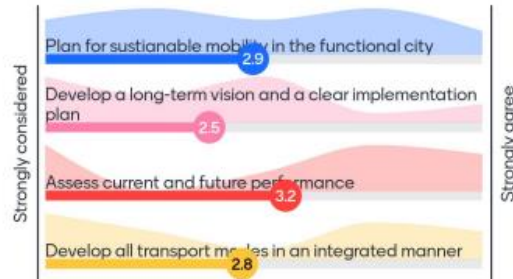 Strongly considered
Plan for sustianable mobility in the functional city
2.9
Develop a long-term vision and a clear implementation
plan
2.5
Assess current and future performance
3.2
Develop all transport modes in an integrated manner
2.8
Strongly agree